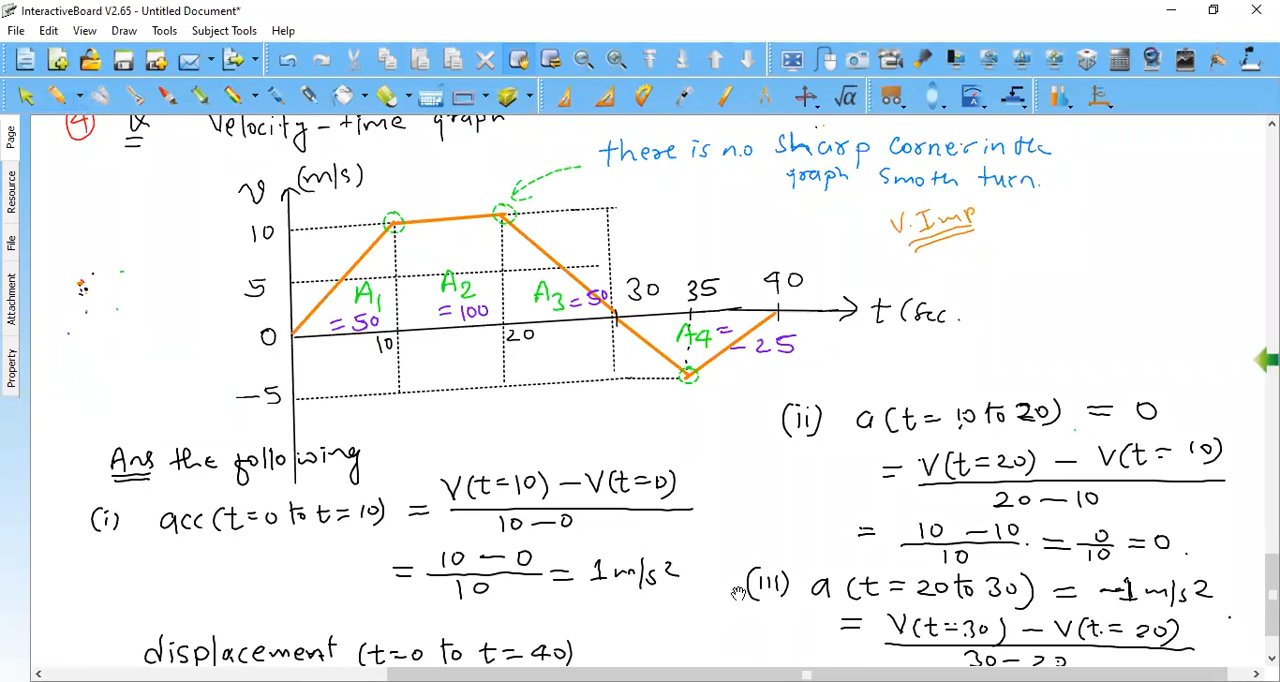 InteractiveBoard V2.65 - Untitled Document*
File Edit View Draw Tools Subject Tools Help
Page
Resource
File
Attachment
Property
④ Q Velocity-time graph
there is no sharp corner in the
graph smoth turn.
V. Imp
v (m/s)
10
5
0
-5
A1
= 50
A2
= 100
A3 = 50
A4 =
- 25
10
20
30 35 40
t (sec.
Ans the following
(i) acc (t=0 to t=10) = V(t=10) - V(t=0)
10 - 0
= 10 - 0
10
= 1 m/s2
displacement (t=0 to t=40)
(ii) a (t= 10 to 20) = 0
= V(t=20) - V(t= 10)
20 - 10
= 10 - 10
10
= 0
10
= 0.
(iii) a (t= 20 to 30) = -1 m/s2
= V(t=30) - V(t= 20)
30 - 20